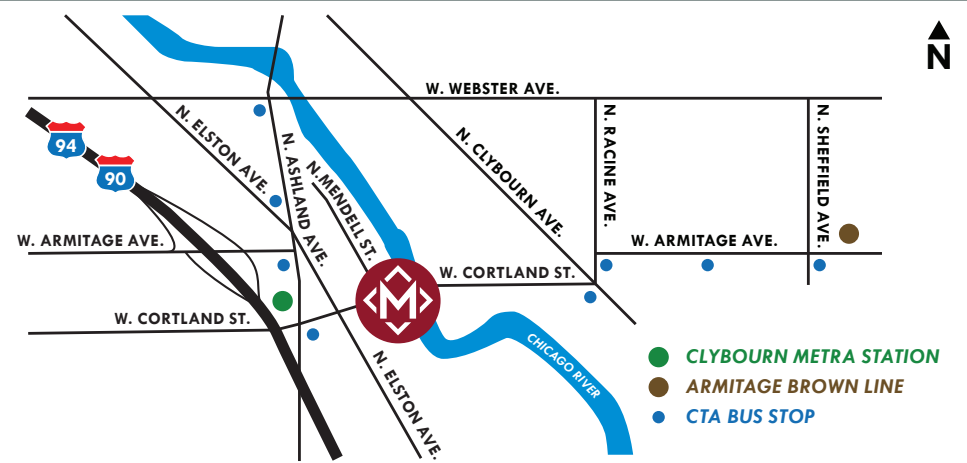 N
W. WEBSTER AVE.
94
90
N. ELSTON AVE.
N. ASHLAND AVE.
N.MENDELL ST.
N. CLYBOURN AVE.
N. RACINE AVE.
N. SHEFFIELD AVE.
W. ARMITAGE AVE.
W. ARMITAGE AVE.
W. CORTLAND ST.
M
W. CORTLAND ST.
N. ELSTON AVE.
CHICAGO RIVER
CLYBOURN METRA STATION
ARMITAGE BROWN LINE
CTA BUS STOP